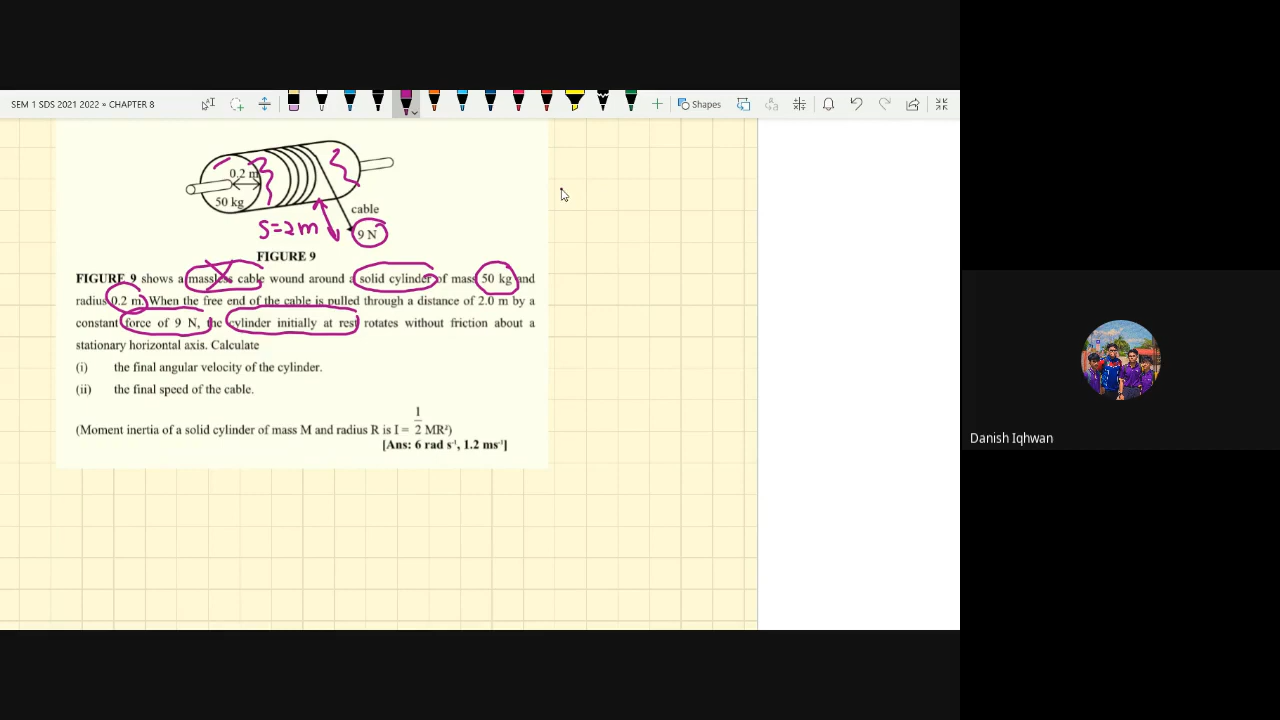 SEM 1 SDS 2021 2022 » CHAPTER 8
Shapes
0.2 m
50 kg
cable
S=2m
9 N
FIGURE 9
FIGURE 9 shows a massless cable wound around a solid cylinder of mass 50 kg and
radius 0.2 m. When the free end of the cable is pulled through a distance of 2.0 m by a
constant force of 9 N, the cylinder initially at rest rotates without friction about a
stationary horizontal axis. Calculate
(i) the final angular velocity of the cylinder.
(ii) the final speed of the cable.
(Moment inertia of a solid cylinder of mass M and radius R is I = 1/2 MR²)
[Ans: 6 rad s⁻¹, 1.2 ms⁻¹]
Danish Iqhwan